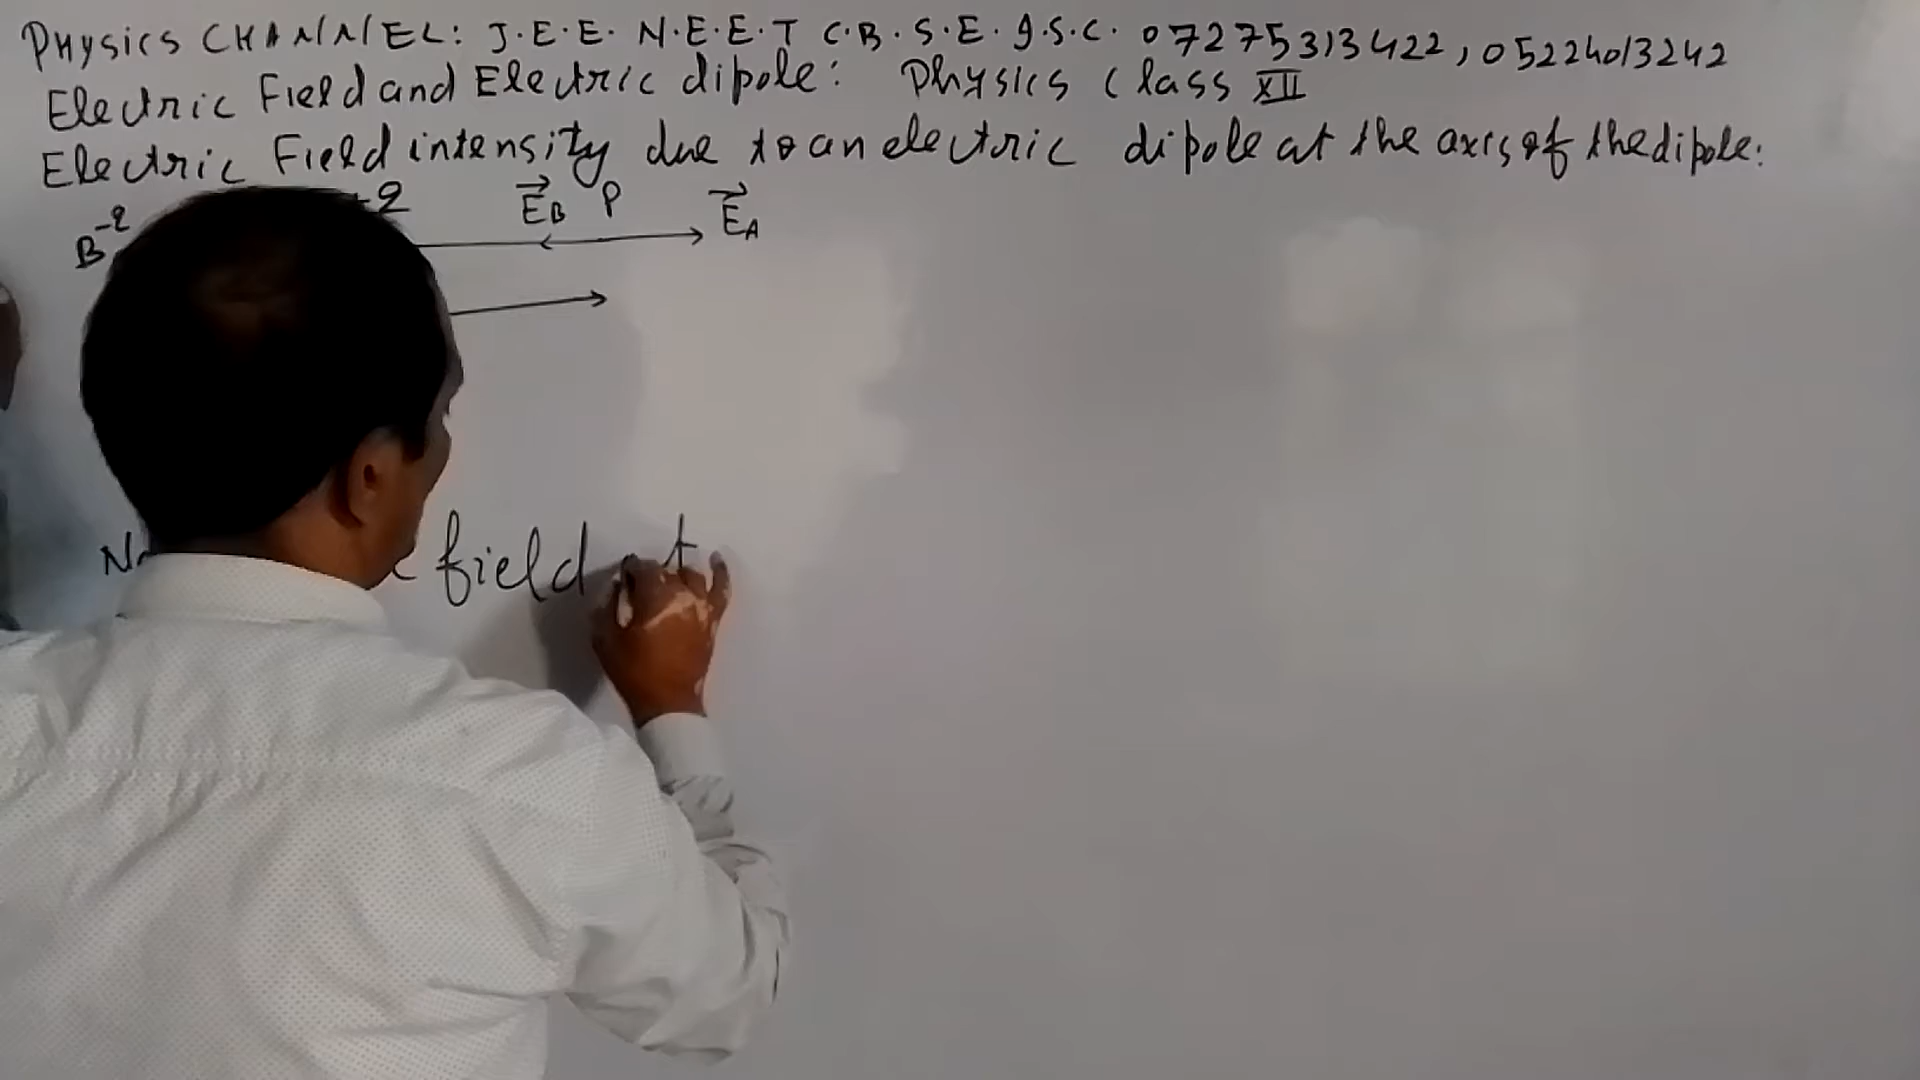 Physics CHANNEL: J.E.E. N.E.E.T C.B.S.E. I.S.C. 07275313422, 05224013242
Electric Field and Electric dipole: Physics Class XII
Electric Field intensity due to an electric dipole at the axis of the dipole:
B -q +q E⃗B P E⃗A
field at